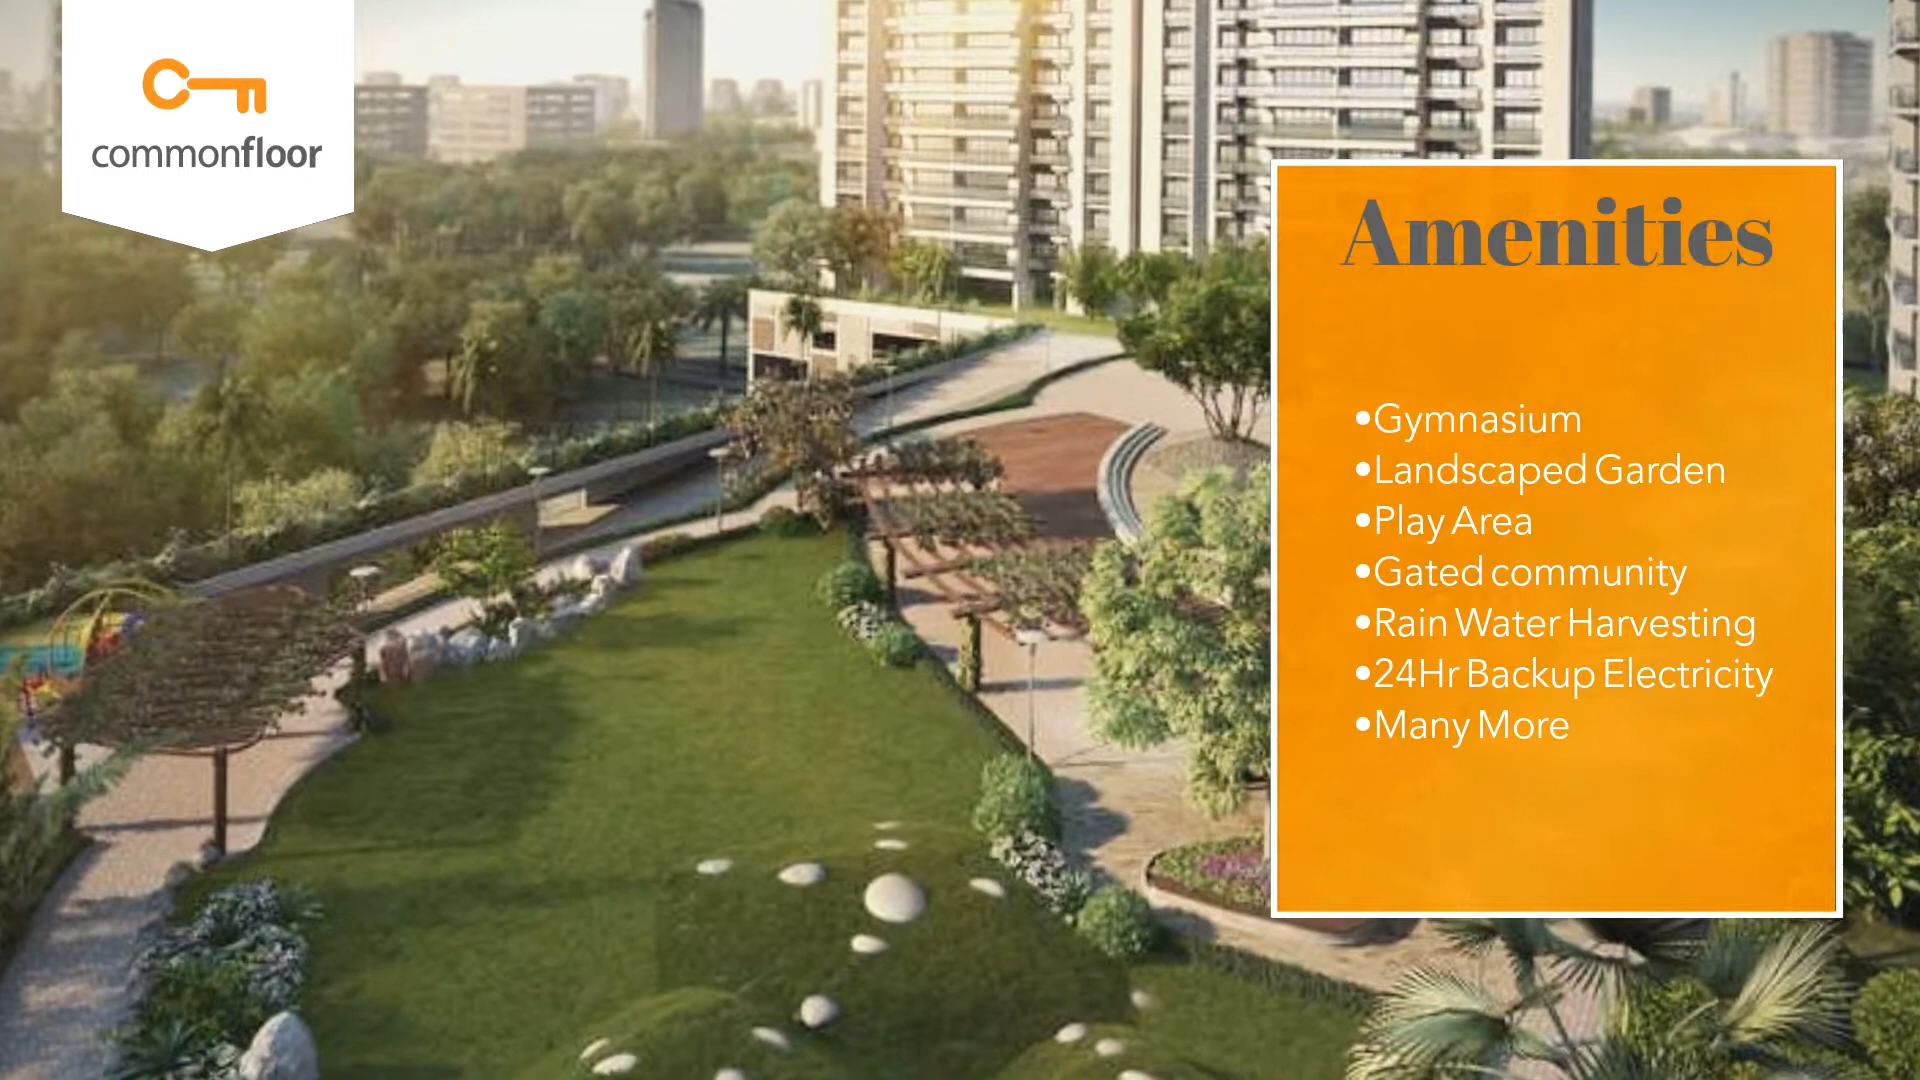 commonfloor
Amenities
•Gymnasium
•Landscaped Garden
•Play Area
•Gated community
•Rain Water Harvesting
•24Hr Backup Electricity
•Many More